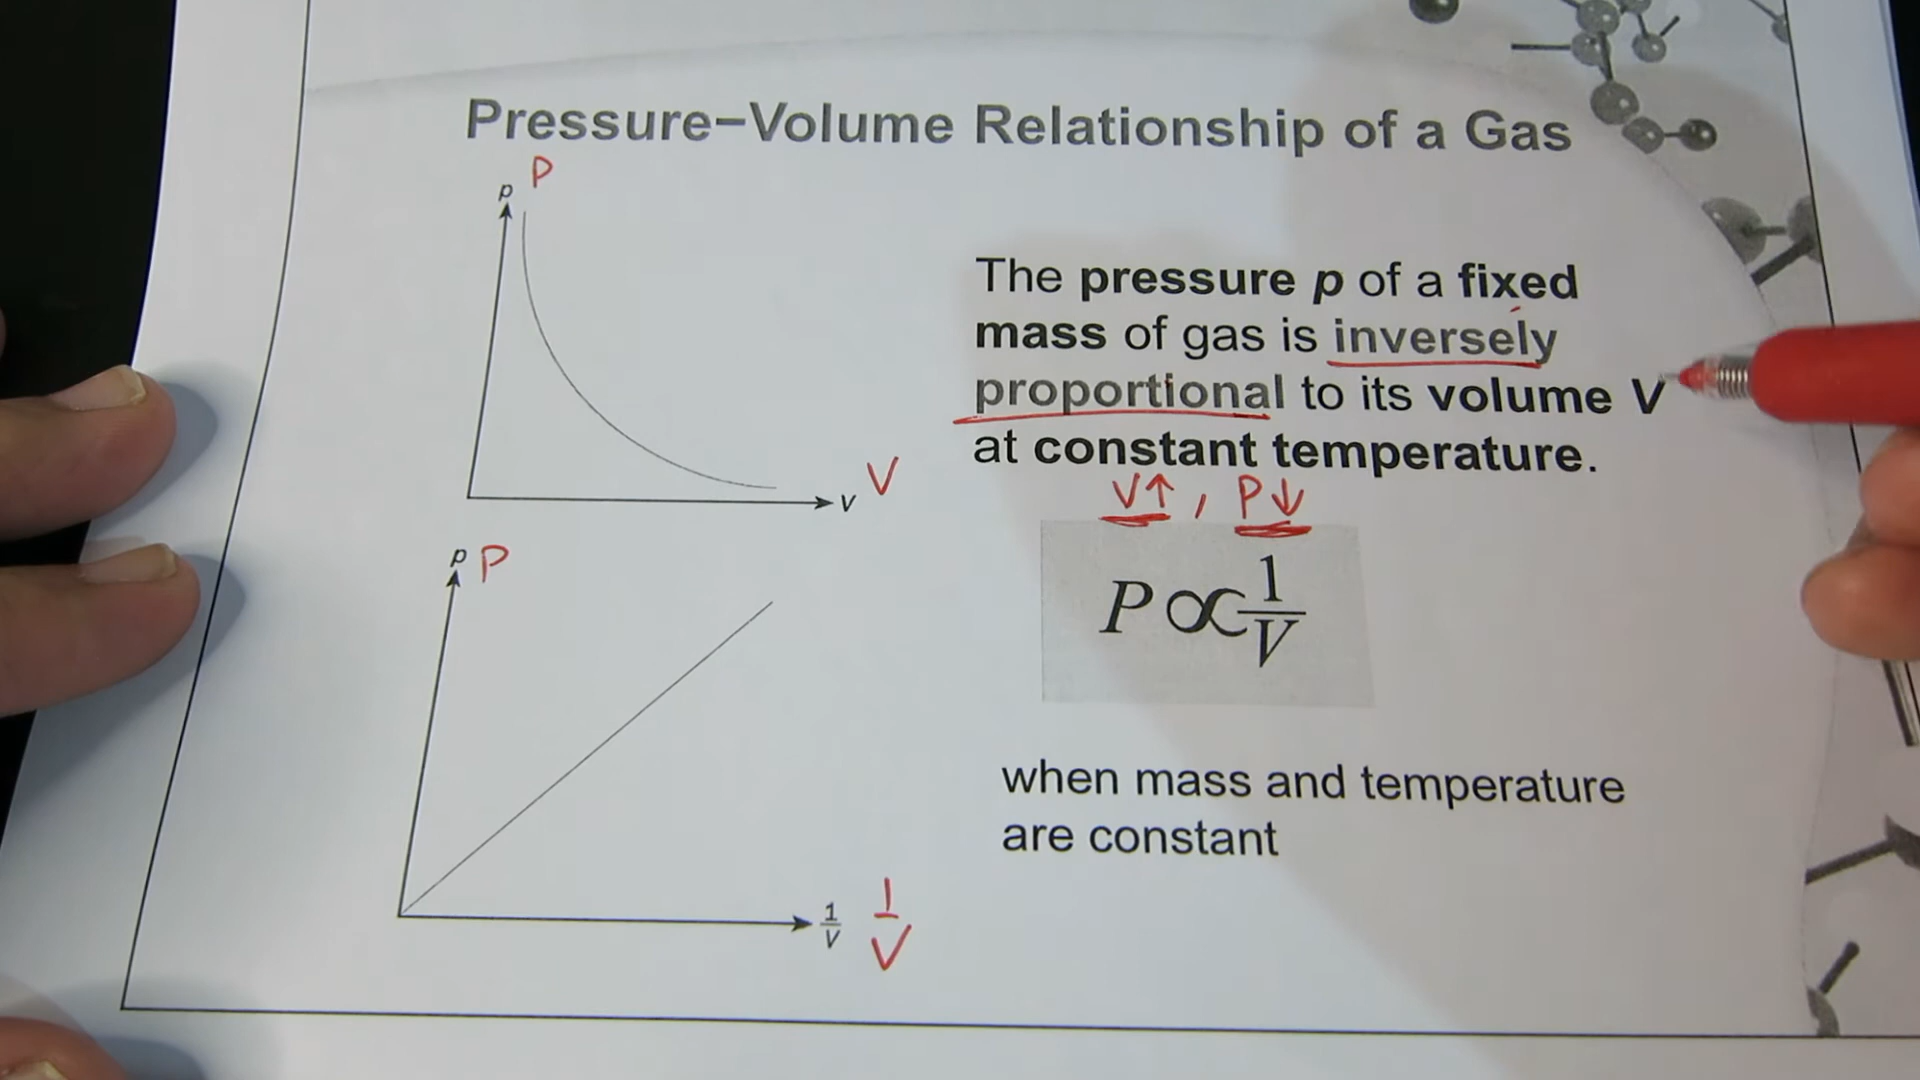 Pressure–Volume Relationship of a Gas
p P
V V
The pressure p of a fixed
mass of gas is inversely
proportional to its volume V
at constant temperature.
V↑ , P↓
P ∝ 1/V
p P
1/V 1/V
when mass and temperature
are constant